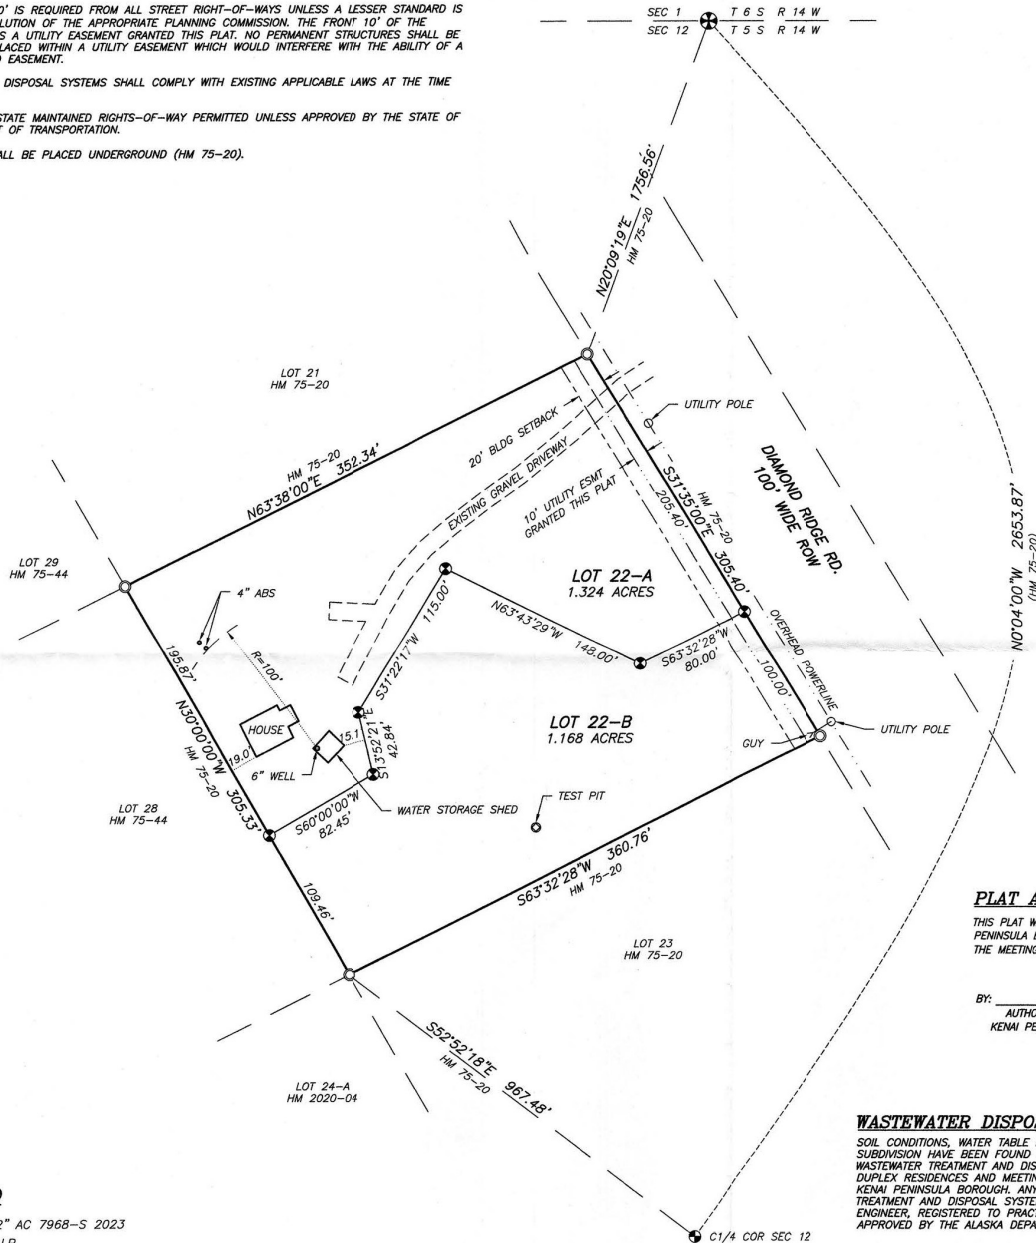 0' IS REQUIRED FROM ALL STREET RIGHT-OF-WAYS UNLESS A LESSER STANDARD IS
LUTION OF THE APPROPRIATE PLANNING COMMISSION. THE FRONT 10' OF THE
S A UTILITY EASEMENT GRANTED THIS PLAT. NO PERMANENT STRUCTURES SHALL BE
LACED WITHIN A UTILITY EASEMENT WHICH WOULD INTERFERE WITH THE ABILITY OF A
EASEMENT.
DISPOSAL SYSTEMS SHALL COMPLY WITH EXISTING APPLICABLE LAWS AT THE TIME
STATE MAINTAINED RIGHTS-OF-WAY PERMITTED UNLESS APPROVED BY THE STATE OF
T OF TRANSPORTATION.
ALL BE PLACED UNDERGROUND (HM 75-20).
SEC 1 T 6 S R 14 W
SEC 12 T 5 S R 14 W
N20°09'19"E 1756.56'
HM 75-20
LOT 21
HM 75-20
UTILITY POLE
20' BLDG SETBACK
EXISTING GRAVEL DRIVEWAY
10' UTILITY ESMT
GRANTED THIS PLAT
HM 75-20
N63°38'00"E 352.34'
HM 75-20
S31°35'00"E 305.40'
205.40'
DIAMOND RIDGE RD.
100' WIDE ROW
N0°04'00"W 2653.87'
(HM 75-20)
LOT 29
HM 75-44
4" ABS
LOT 22-A
1.324 ACRES
N63°43'29"W 148.00'
S63°32'28"W
80.00'
S31°22'17"W 115.00'
OVERHEAD POWERLINE
100.00'
195.87'
R=100'
N30°00'00"W 305.33'
HM 75-20
HOUSE
19.0'
15.1'
S13°52'21"E
42.84'
LOT 22-B
1.168 ACRES
GUY
UTILITY POLE
6" WELL
WATER STORAGE SHED
TEST PIT
LOT 28
HM 75-44
S60°00'00"W
82.45'
109.46'
S63°32'28"W 360.76'
HM 75-20
LOT 23
HM 75-20
PLAT A
THIS PLAT W
PENINSULA
THE MEETING
BY:
AUTHO
KENAI PE
S52°52'18"E 967.48'
HM 75-20
LOT 24-A
HM 2020-04
WASTEWATER DISPO
SOIL CONDITIONS, WATER TABLE
SUBDIVISION HAVE BEEN FOUND
WASTEWATER TREATMENT AND DIS
DUPLEX RESIDENCES AND MEETIN
KENAI PENINSULA BOROUGH. ANY
TREATMENT AND DISPOSAL SYSTE
ENGINEER, REGISTERED TO PRACT
APPROVED BY THE ALASKA DEPA
2" AC 7968-S 2023
C1/4 COR SEC 12